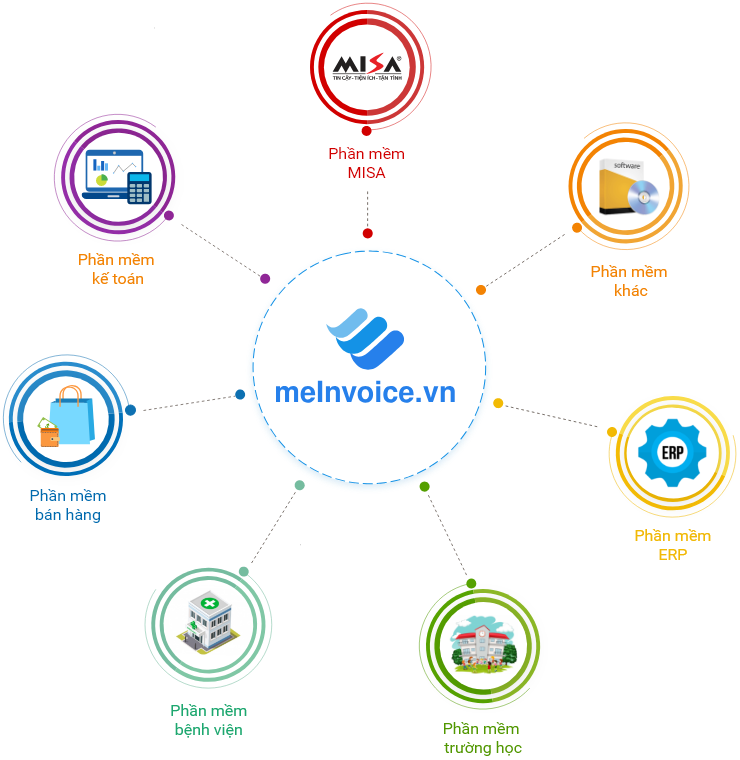 MISA®
TIN CẬY - TIỆN ÍCH - TẬN TÌNH
Phần mềm
MISA
software
Phần mềm
kế toán
Phần mềm
khác
meInvoice.vn
ERP
Phần mềm
bán hàng
Phần mềm
ERP
Phần mềm
bệnh viện
Phần mềm
trường học